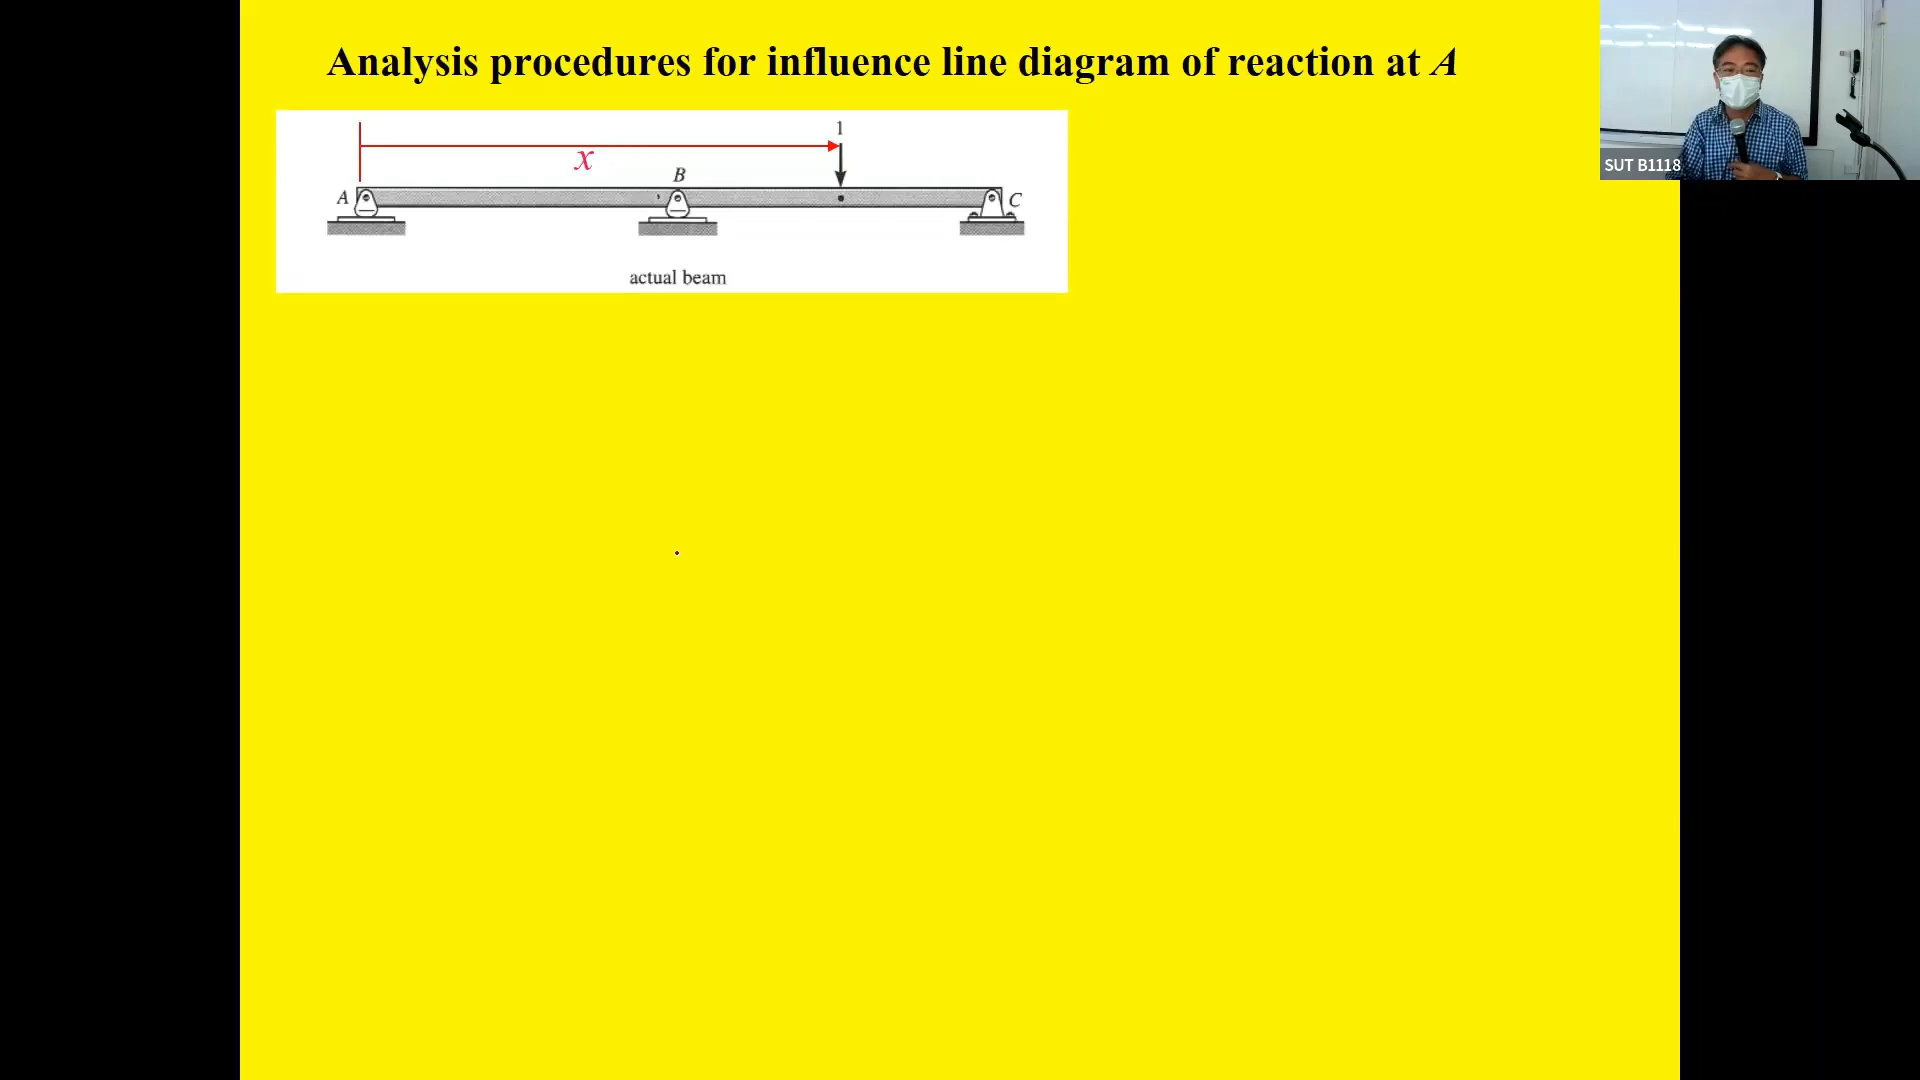 Analysis procedures for influence line diagram of reaction at A
1
x
B
A
C
actual beam
SUT B1118